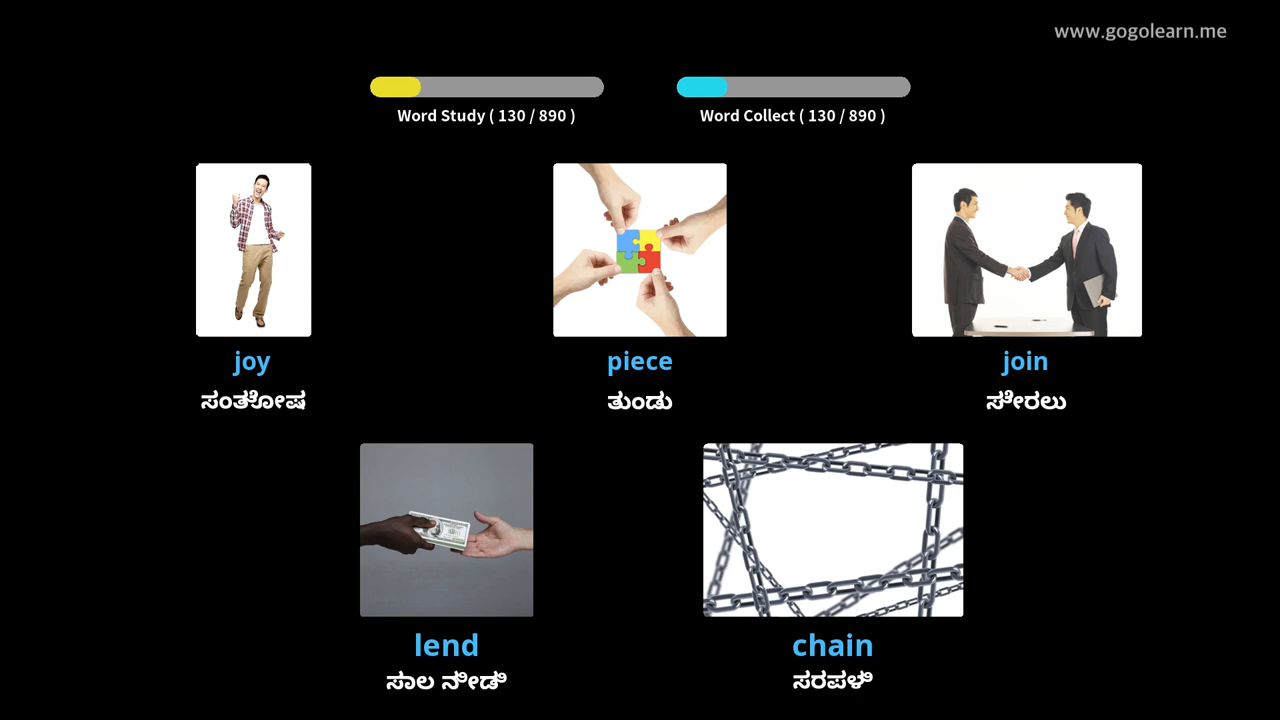 www.gogolearn.me
Word Study ( 130 / 890 )
Word Collect ( 130 / 890 )
joy
piece
join
ಸಂತೋಷ
ತುಂಡು
ಸೇರಲು
lend
chain
ಸಾಲ ನೀಡಿ
ಸರಪಳಿ